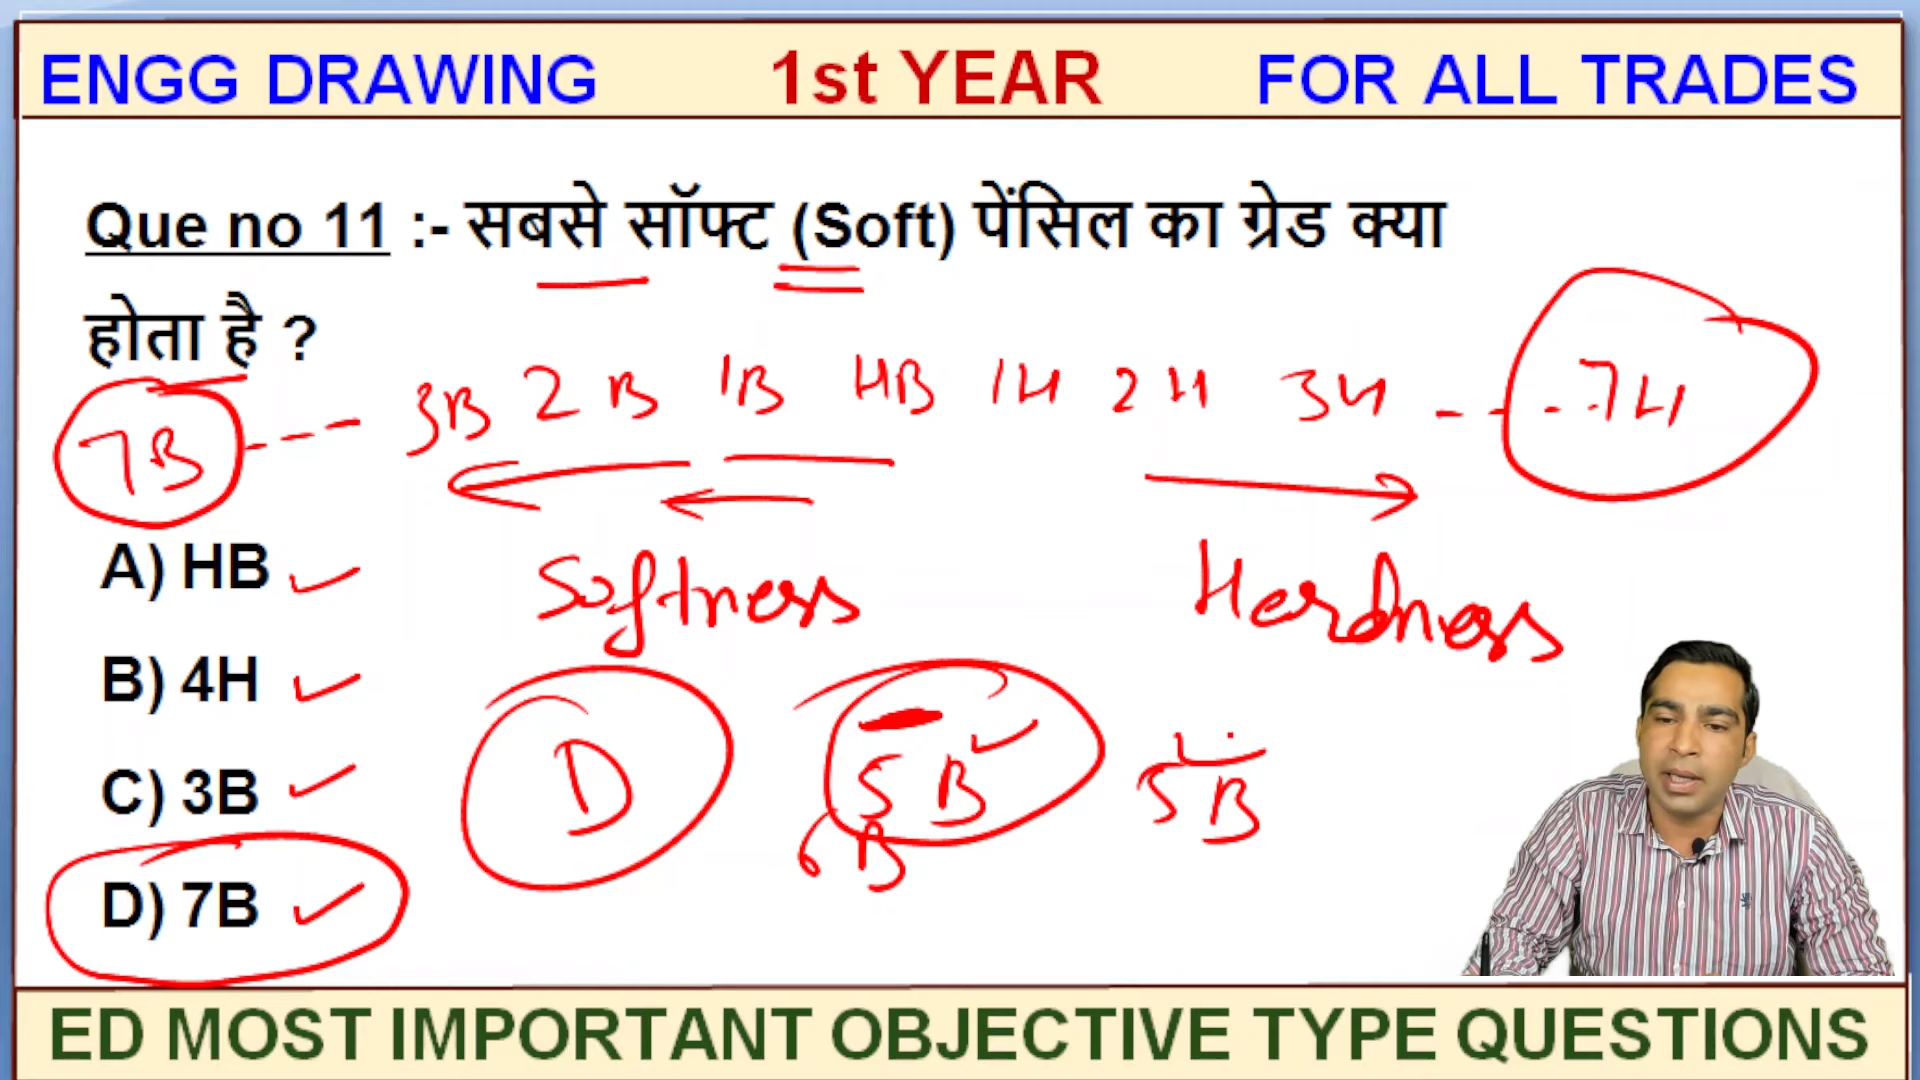 ENGG DRAWING 1st YEAR FOR ALL TRADES
Que no 11 :- सबसे सॉफ्ट (Soft) पेंसिल का ग्रेड क्या
होता है ?
7B ---- 3B 2B 1B HB 1H 2H 3H ---- 7H
A) HB
Softness Hardness
B) 4H
C) 3B D 5B 5B
6B
D) 7B
ED MOST IMPORTANT OBJECTIVE TYPE QUESTIONS